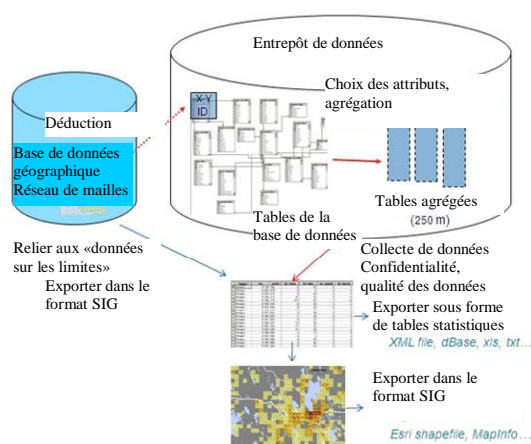 Entrepôt de données
Choix des attributs,
agrégation
X-Y
ID
Déduction
Base de données
géographique
Réseau de mailles
Tables agrégées
(250 m)
Tables de la
base de données
Relier aux «données
sur les limites»
Exporter dans le
format SIG
Collecte de données
Confidentialité,
qualité des données
Exporter sous forme
de tables statistiques
XML file, dBase, xls, txt...
Exporter dans le
format SIG
Esri shapefile, MapInfo...